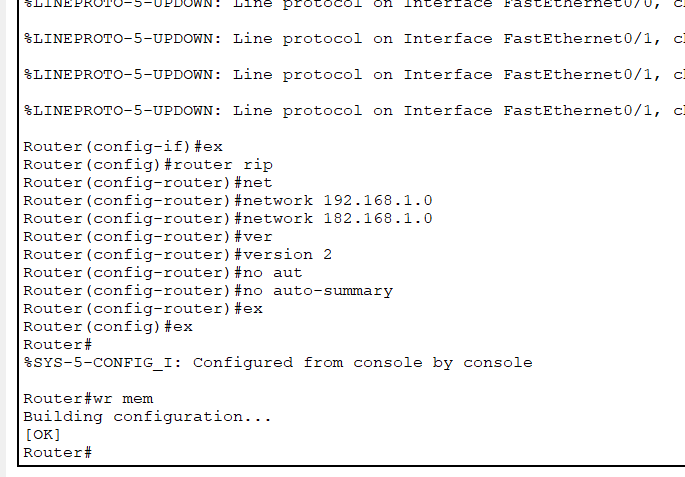 %LINEPROTO-5-UPDOWN: Line protocol on Interface FastEthernet0/0,
%LINEPROTO-5-UPDOWN: Line protocol on Interface FastEthernet0/1,
%LINEPROTO-5-UPDOWN: Line protocol on Interface FastEthernet0/1,
%LINEPROTO-5-UPDOWN: Line protocol on Interface FastEthernet0/1,
Router(config-if)#ex
Router(config)#router rip
Router(config-router)#net
Router(config-router)#network 192.168.1.0
Router(config-router)#network 182.168.1.0
Router(config-router)#ver
Router(config-router)#version 2
Router(config-router)#no aut
Router(config-router)#no auto-summary
Router(config-router)#ex
Router(config)#ex
Router#
%SYS-5-CONFIG_I: Configured from console by console
Router#wr mem
Building configuration...
[OK]
Router#